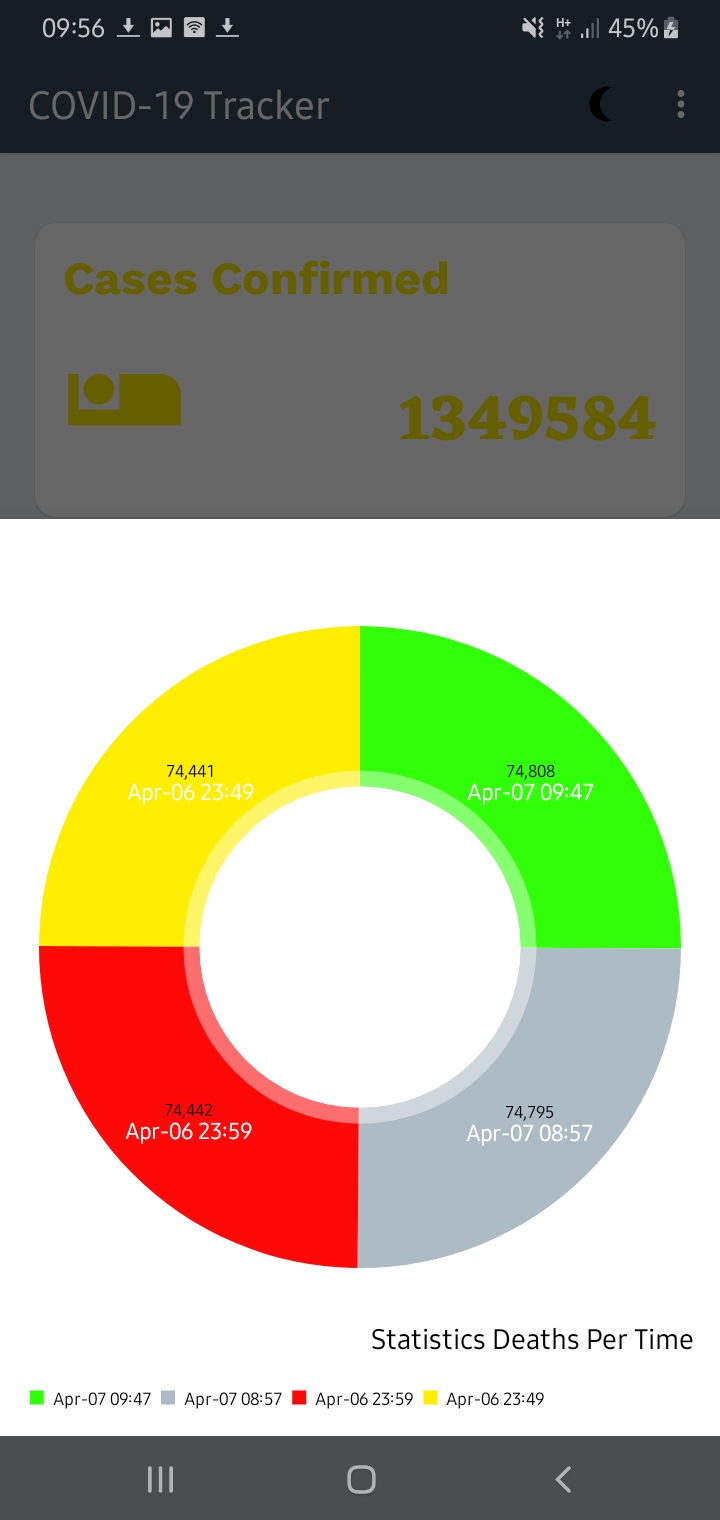 09:56 H+ 45%
COVID-19 Tracker
Cases Confirmed
1349584
74,441
Apr-06 23:49
74,808
Apr-07 09:47
74,442
Apr-06 23:59
74,795
Apr-07 08:57
Statistics Deaths Per Time
Apr-07 09:47 Apr-07 08:57 Apr-06 23:59 Apr-06 23:49